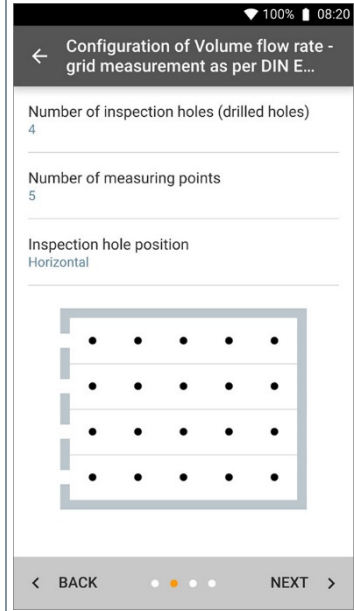 100% 08:20
Configuration of Volume flow rate -
grid measurement as per DIN E...
Number of inspection holes (drilled holes)
4
Number of measuring points
5
Inspection hole position
Horizontal
BACK NEXT